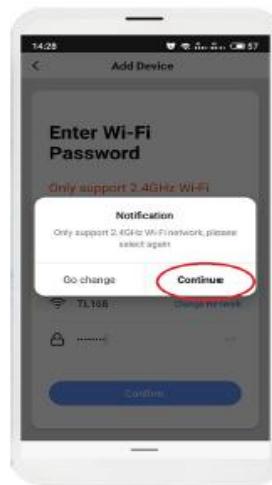 14:28
57
Add Device
Enter Wi-Fi
Password
Only support 2.4GHz Wi-Fi
Notification
Only support 2.4GHz Wi-Fi network, please
select again
Go change
Continue
Change network
Confirm